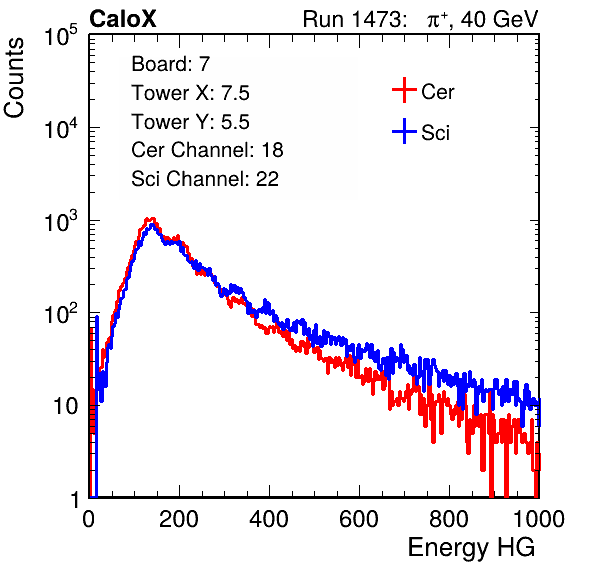 CaloX Run 1473: π⁺, 40 GeV
Counts
10⁵
10⁴
10³
10²
10
1
Board: 7
Tower X: 7.5
Tower Y: 5.5
Cer Channel: 18
Sci Channel: 22
Cer
Sci
0 200 400 600 800 1000
Energy HG